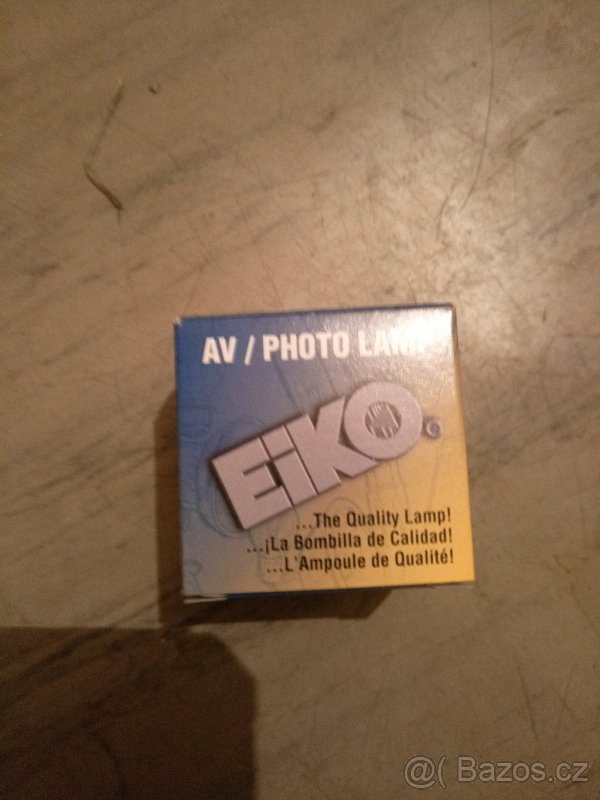 AV / PHOTO LAMP
EiKO
...The Quality Lamp!
...¡La Bombilla de Calidad!
...L'Ampoule de Qualité!
@( Bazos.cz